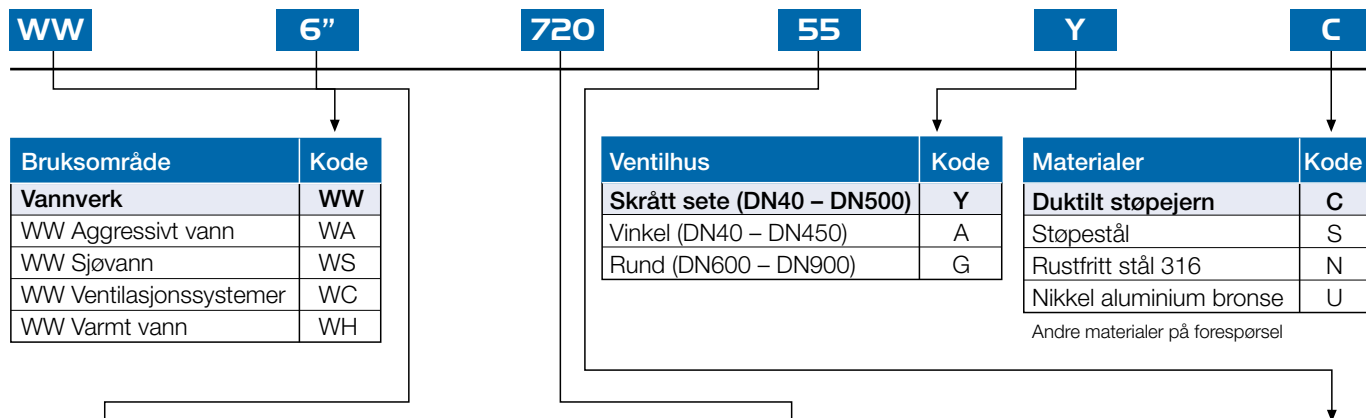 WW 6” 720 55 Y C
Bruksområde Kode
Vannverk WW
WW Aggressivt vann WA
WW Sjøvann WS
WW Ventilasjonssystemer WC
WW Varmt vann WH
Ventilhus Kode
Skrått sete (DN40 – DN500) Y
Vinkel (DN40 – DN450) A
Rund (DN600 – DN900) G
Materialer Kode
Duktilt støpejern C
Støpestål S
Rustfritt stål 316 N
Nikkel aluminium bronse U
Andre materialer på forespørsel